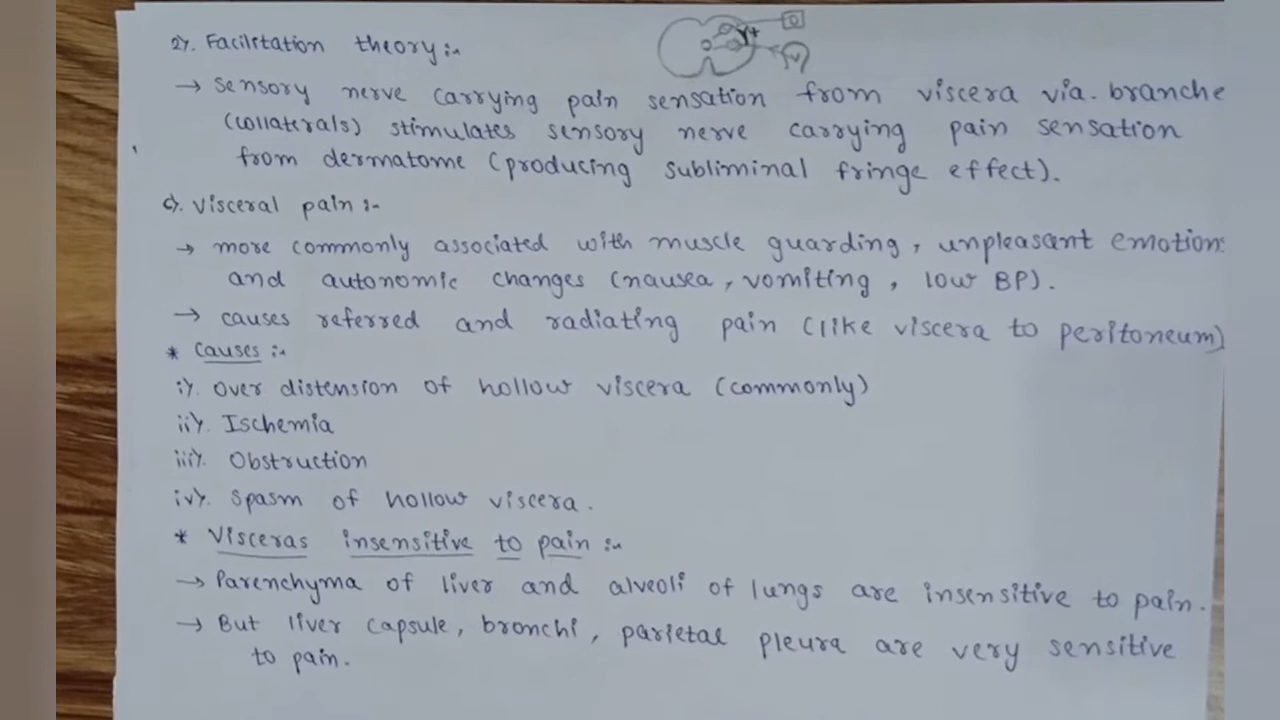 2). Facilitation theory :-
→ sensory nerve carrying pain sensation from viscera via. branche
(collaterals) stimulates sensory nerve carrying pain sensation
from dermatome (producing subliminal fringe effect).
c). Visceral pain :-
→ more commonly associated with muscle guarding, unpleasant emotion
and autonomic changes (nausea, vomiting, low BP).
→ causes referred and radiating pain (like viscera to peritoneum)
* Causes :-
i). Over distension of hollow viscera (commonly)
ii). Ischemia
iii). Obstruction
iv). Spasm of hollow viscera.
* Visceras insensitive to pain :-
→ Parenchyma of liver and alveoli of lungs are insensitive to pain.
→ But liver capsule, bronchi, parietal pleura are very sensitive
to pain.